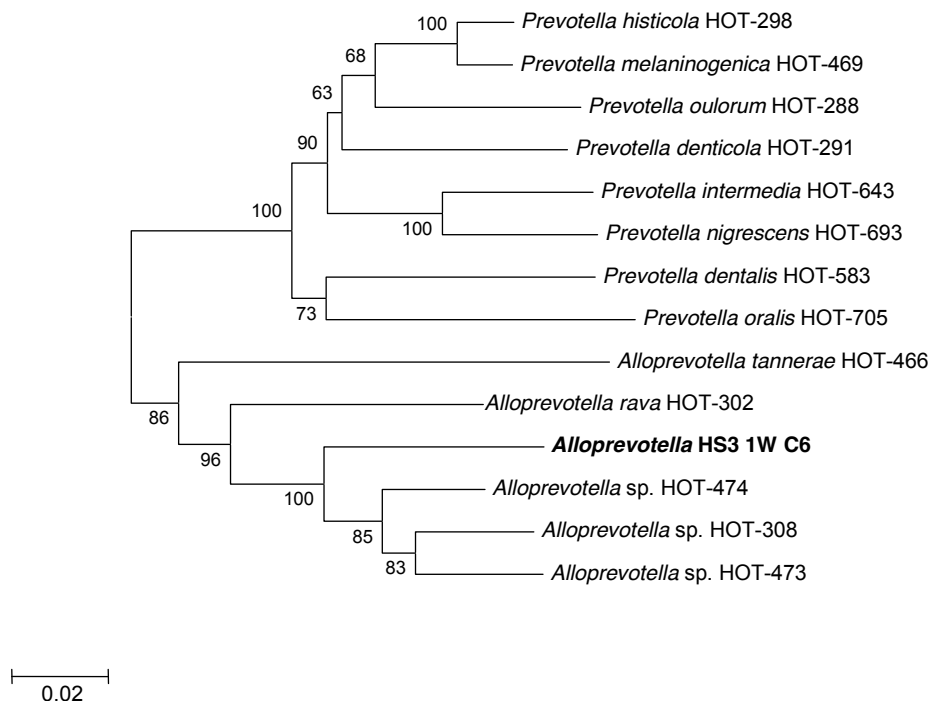 100
Prevotella histicola HOT-298
Prevotella melaninogenica HOT-469
68
Prevotella oulorum HOT-288
63
Prevotella denticola HOT-291
90
Prevotella intermedia HOT-643
100
Prevotella nigrescens HOT-693
100
Prevotella dentalis HOT-583
73
Prevotella oralis HOT-705
Alloprevotella tannerae HOT-466
86
Alloprevotella rava HOT-302
96
Alloprevotella HS3 1W C6
100
Alloprevotella sp. HOT-474
85
Alloprevotella sp. HOT-308
83
Alloprevotella sp. HOT-473
0.02